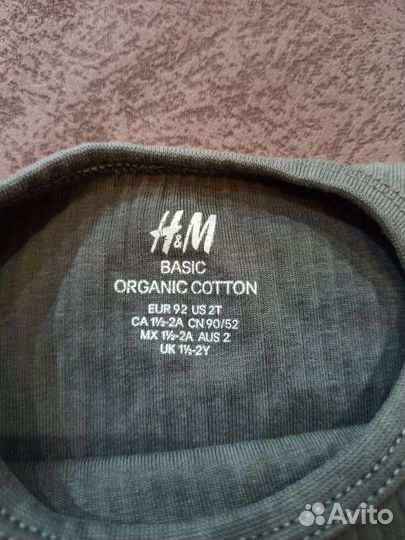 H&M
BASIC
ORGANIC COTTON
EUR 92 US 2T
CA 1½-2A CN 90/52
MX 1½-2A AUS 2
UK 1½-2Y
Avito